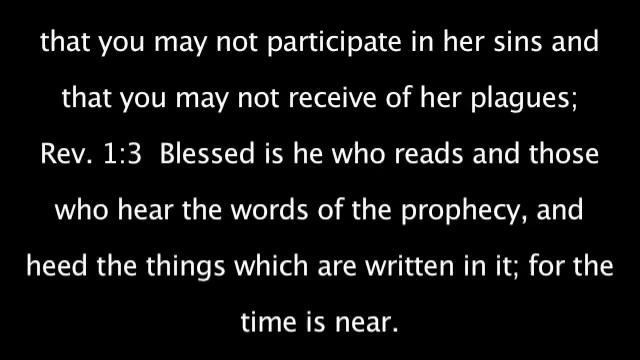 that you may not participate in her sins and
that you may not receive of her plagues;
Rev. 1:3  Blessed is he who reads and those
who hear the words of the prophecy, and
heed the things which are written in it; for the
time is near.